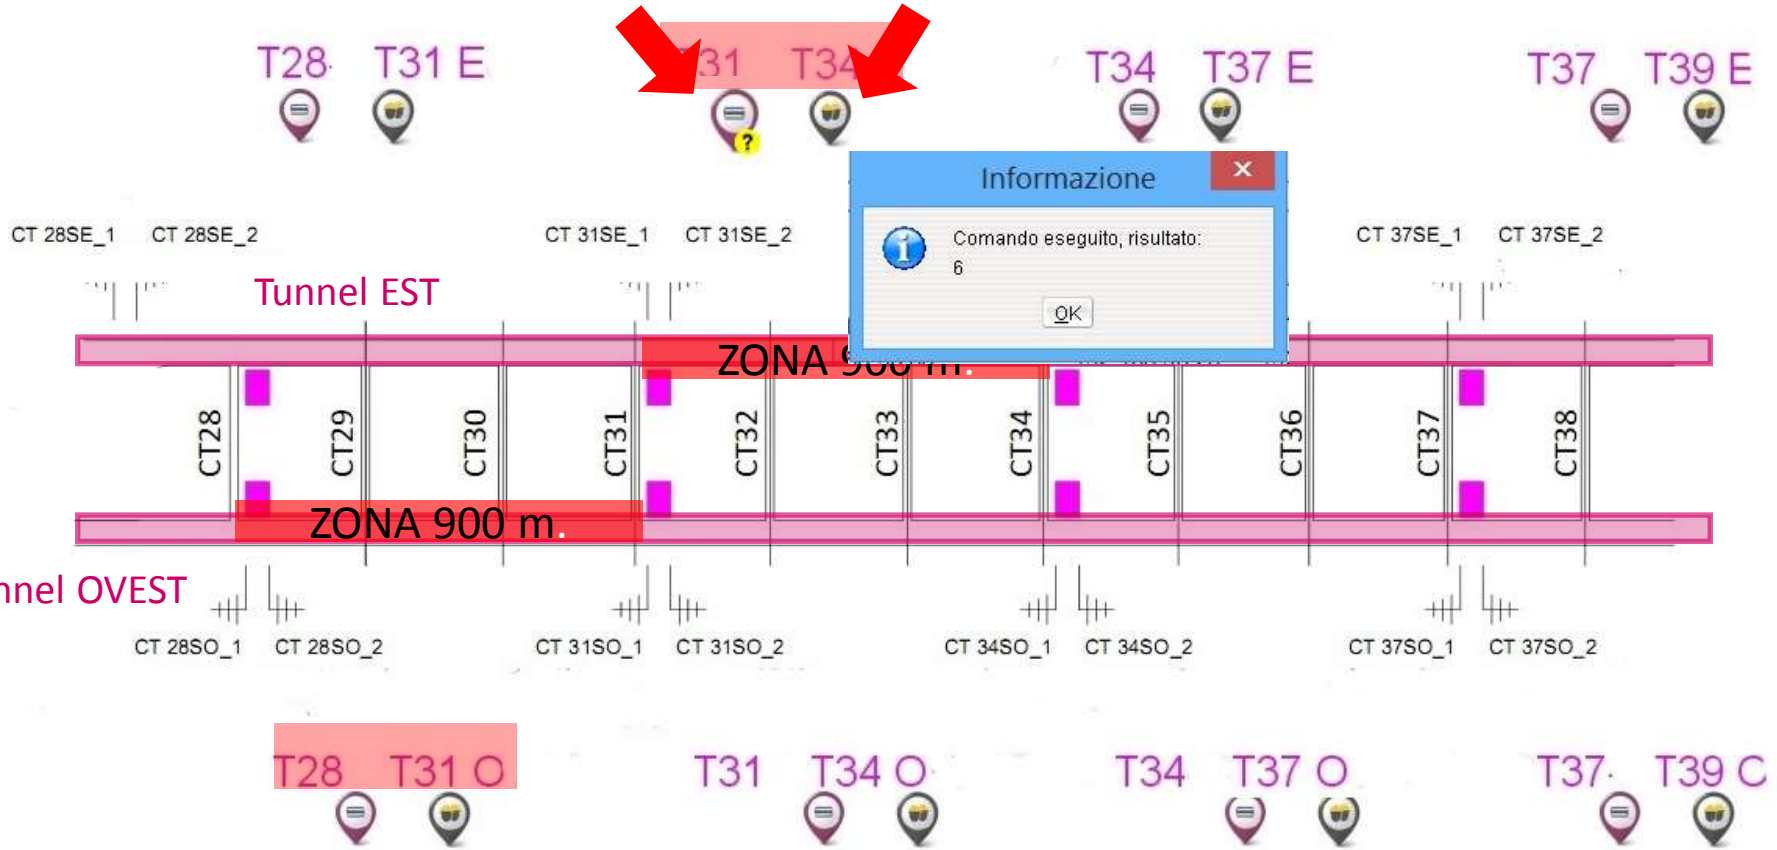 T28 T31 E
T31 T34
T34 T37 E
T37 T39 E
?
Informazione
x
CT 28SE_1 CT 28SE_2
CT 31SE_1 CT 31SE_2
CT 37SE_1 CT 37SE_2
Comando eseguito, risultato:
6
OK
Tunnel EST
ZONA 900 m.
CT28
CT29
CT30
CT31
CT32
CT33
CT34
CT35
CT36
CT37
CT38
ZONA 900 m.
nnel OVEST
CT 28SO_1 CT 28SO_2
CT 31SO_1 CT 31SO_2
CT 34SO_1 CT 34SO_2
CT 37SO_1 CT 37SO_2
T28 T31 O
T31 T34 O
T34 T37 O
T37 T39 O